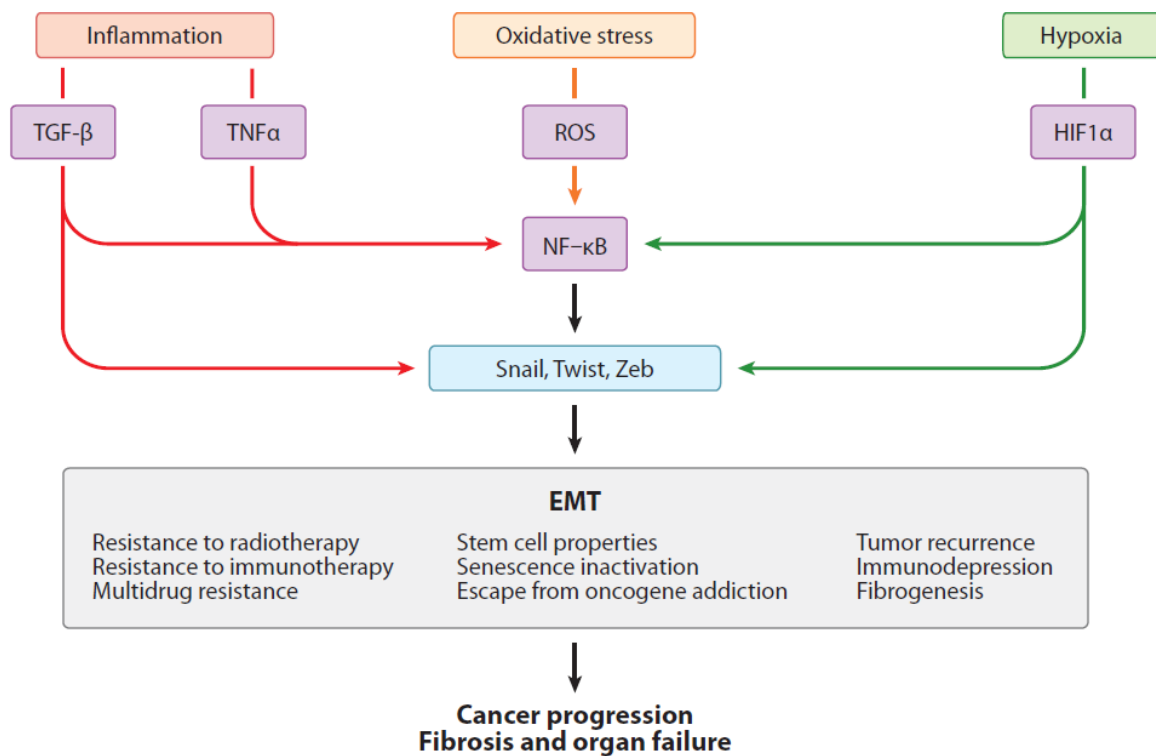 Inflammation
Oxidative stress
Hypoxia
TGF-β
TNFα
ROS
HIF1α
NF–κB
Snail, Twist, Zeb
EMT
Resistance to radiotherapy
Resistance to immunotherapy
Multidrug resistance
Stem cell properties
Senescence inactivation
Escape from oncogene addiction
Tumor recurrence
Immunodepression
Fibrogenesis
Cancer progression
Fibrosis and organ failure